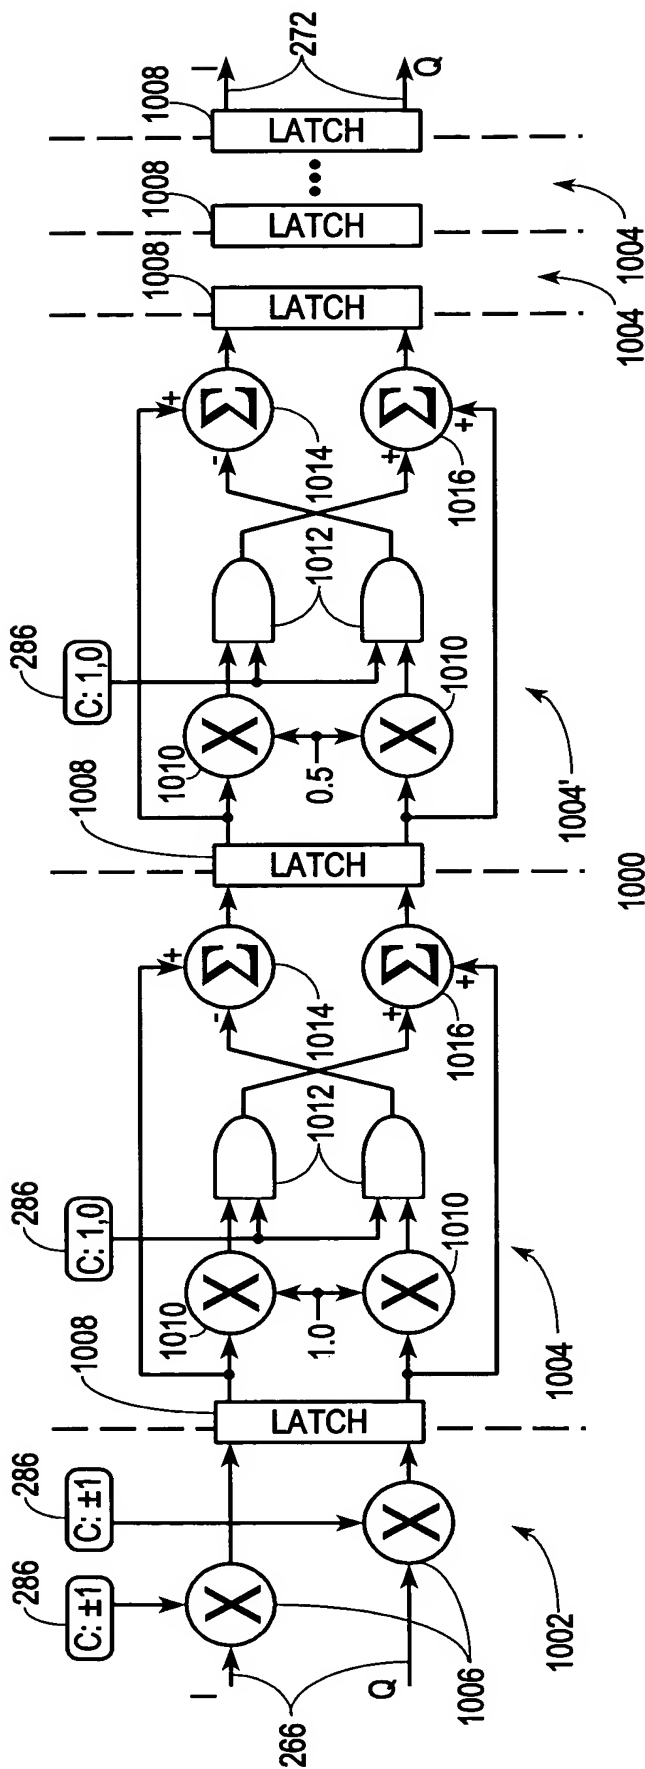 I
Q
266
1006
1002
C: ±1
286
C: ±1
286
LATCH
1008
1010
1.0
1010
C: 1,0
286
1012
1014
1016
+
-
+
+
1004
LATCH
1008
1000
1010
0.5
1010
C: 1,0
286
1012
1014
1016
+
-
+
+
1004'
LATCH
1008
1004
LATCH
1008
1004
LATCH
1008
I
Q
272
Σ
Σ
Σ
Σ
X
X
X
X
X
X